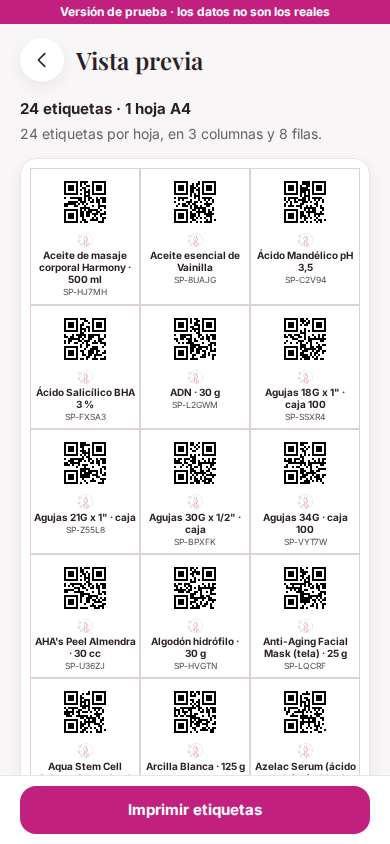 Versión de prueba · los datos no son los reales
Vista previa
24 etiquetas · 1 hoja A4
24 etiquetas por hoja, en 3 columnas y 8 filas.
Aceite de masaje
corporal Harmony ·
500 ml
SP-HJ7MH
Aceite esencial de
Vainilla
SP-8UAJG
Ácido Mandélico pH
3,5
SP-C2V94
Ácido Salicílico BHA
3 %
SP-FXSA3
ADN · 30 g
SP-L2GWM
Agujas 18G x 1" ·
caja 100
SP-SSXR4
Agujas 21G x 1" · caja
SP-Z55L8
Agujas 30G x 1/2" ·
caja
SP-BPXFK
Agujas 34G · caja
100
SP-VYT7W
AHA's Peel Almendra
· 30 cc
SP-U36ZJ
Algodón hidrófilo ·
30 g
SP-HVGTN
Anti-Aging Facial
Mask (tela) · 25 g
SP-LQCRF
Aqua Stem Cell
Arcilla Blanca · 125 g
Azelac Serum (ácido
Imprimir etiquetas